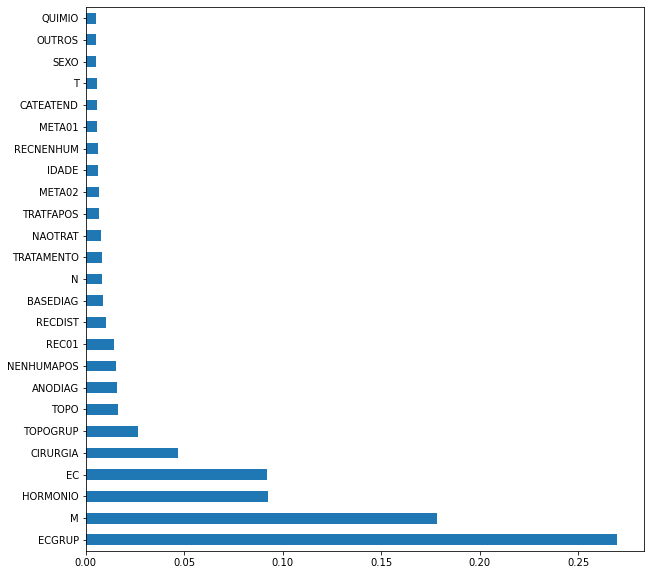 QUIMIO
OUTROS
SEXO
T
CATEATEND
META01
RECNENHUM
IDADE
META02
TRATFAPOS
NAOTRAT
TRATAMENTO
N
BASEDIAG
RECDIST
REC01
NENHUMAPOS
ANODIAG
TOPO
TOPOGRUP
CIRURGIA
EC
HORMONIO
M
ECGRUP
0.00 0.05 0.10 0.15 0.20 0.25